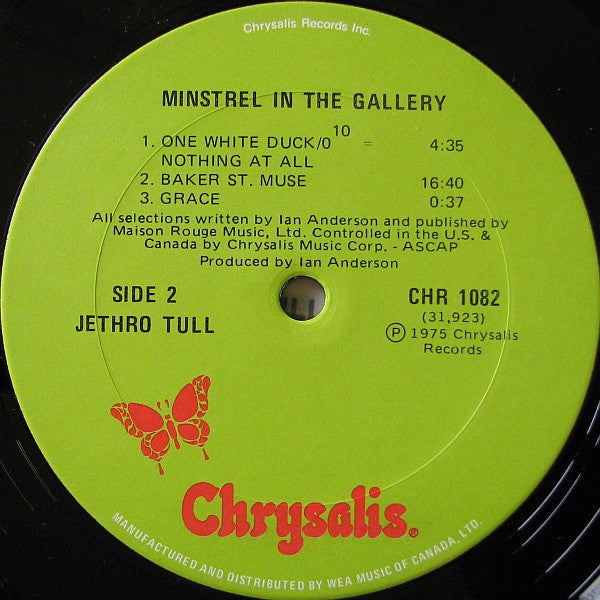 Chrysalis Records Inc.
MINSTREL IN THE GALLERY
1. ONE WHITE DUCK/0¹⁰ = 4:35
NOTHING AT ALL
2. BAKER ST. MUSE 16:40
3. GRACE 0:37
All selections written by Ian Anderson and published by
Maison Rouge Music, Ltd. Controlled in the U.S. &
Canada by Chrysalis Music Corp. - ASCAP
Produced by Ian Anderson
SIDE 2
JETHRO TULL
CHR 1082
(31,923)
Ⓟ 1975 Chrysalis
Records
Chrysalis®
MANUFACTURED AND DISTRIBUTED BY WEA MUSIC OF CANADA, LTD.